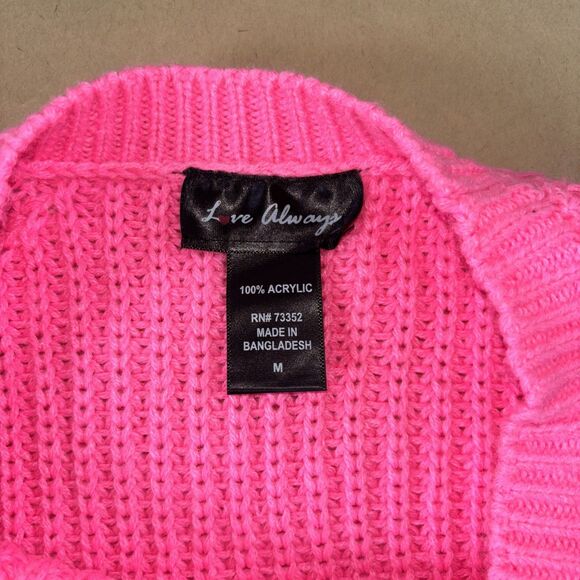 Love Always
100% ACRYLIC
RN# 73352
MADE IN
BANGLADESH
M